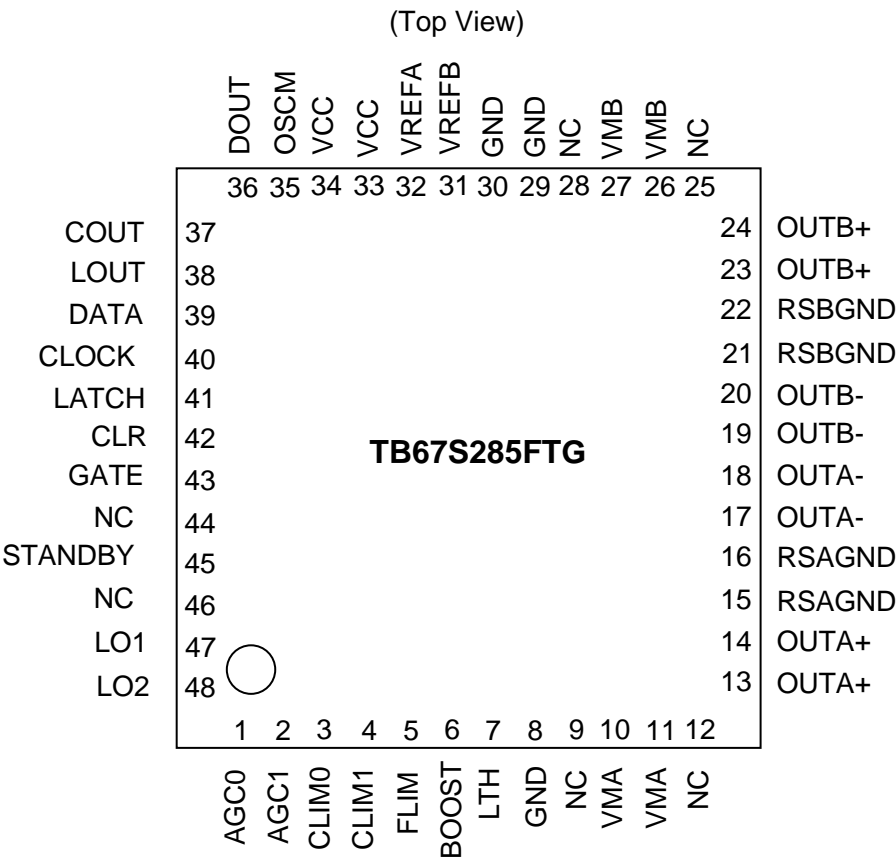 (Top View)
DOUT OSCM VCC VCC VREFA VREFB GND GND NC VMB VMB NC
36 35 34 33 32 31 30 29 28 27 26 25
COUT 37 24 OUTB+
LOUT 38 23 OUTB+
DATA 39 22 RSBGND
CLOCK 40 21 RSBGND
LATCH 41 20 OUTB-
CLR 42 19 OUTB-
TB67S285FTG
GATE 43 18 OUTA-
NC 44 17 OUTA-
STANDBY 45 16 RSAGND
NC 46 15 RSAGND
LO1 47 14 OUTA+
LO2 48 13 OUTA+
1 2 3 4 5 6 7 8 9 10 11 12
AGC0 AGC1 CLIM0 CLIM1 FLIM BOOST LTH GND NC VMA VMA NC